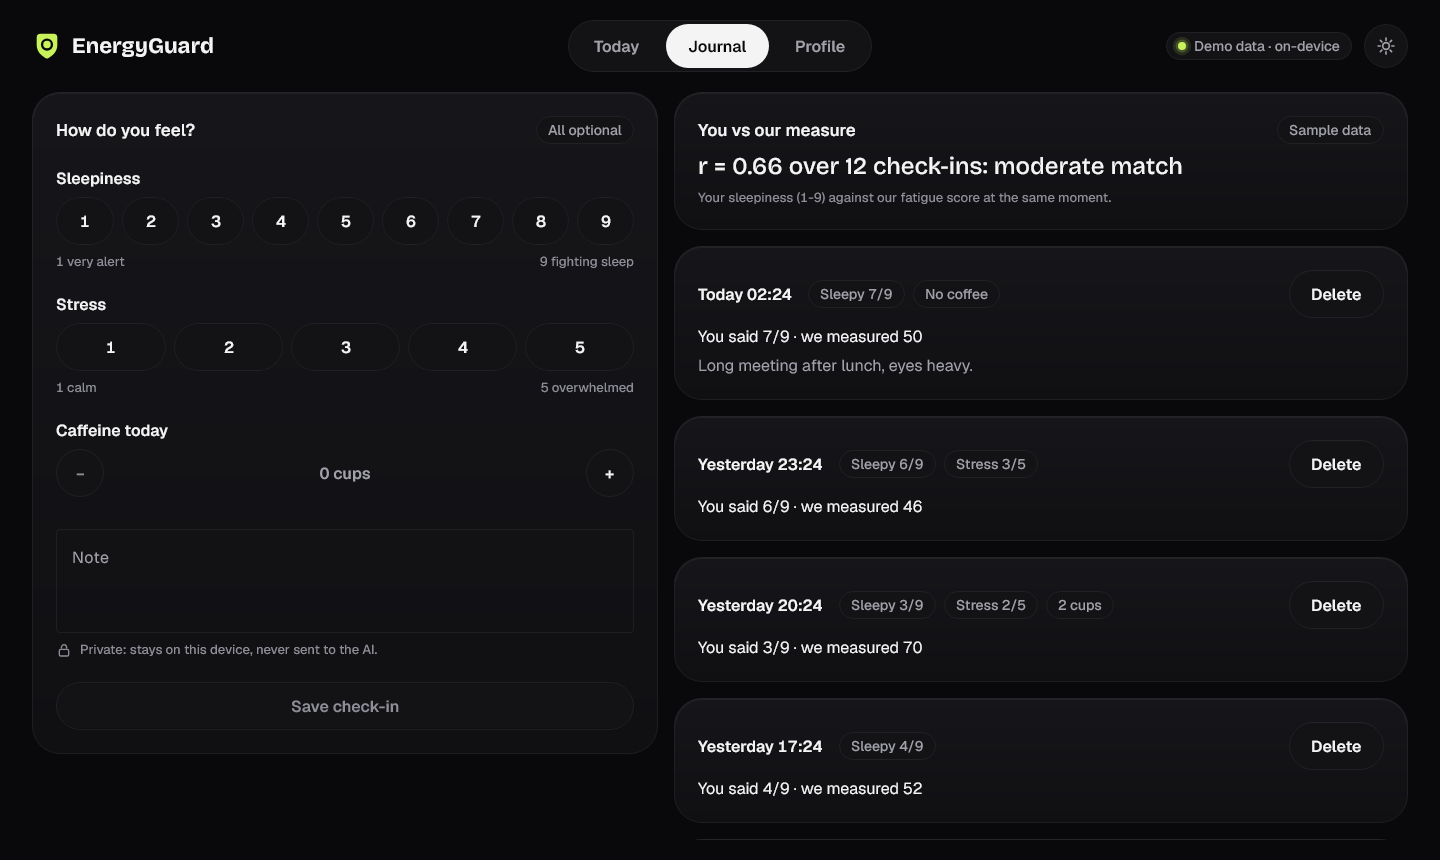 EnergyGuard
Today
Journal
Profile
Demo data · on-device
How do you feel?
All optional
Sleepiness
1 2 3 4 5 6 7 8 9
1 very alert
9 fighting sleep
Stress
1 2 3 4 5
1 calm
5 overwhelmed
Caffeine today
−
0 cups
+
Note
Private: stays on this device, never sent to the AI.
Save check-in
You vs our measure
Sample data
r = 0.66 over 12 check-ins: moderate match
Your sleepiness (1-9) against our fatigue score at the same moment.
Today 02:24
Sleepy 7/9
No coffee
Delete
You said 7/9 · we measured 50
Long meeting after lunch, eyes heavy.
Yesterday 23:24
Sleepy 6/9
Stress 3/5
Delete
You said 6/9 · we measured 46
Yesterday 20:24
Sleepy 3/9
Stress 2/5
2 cups
Delete
You said 3/9 · we measured 70
Yesterday 17:24
Sleepy 4/9
Delete
You said 4/9 · we measured 52